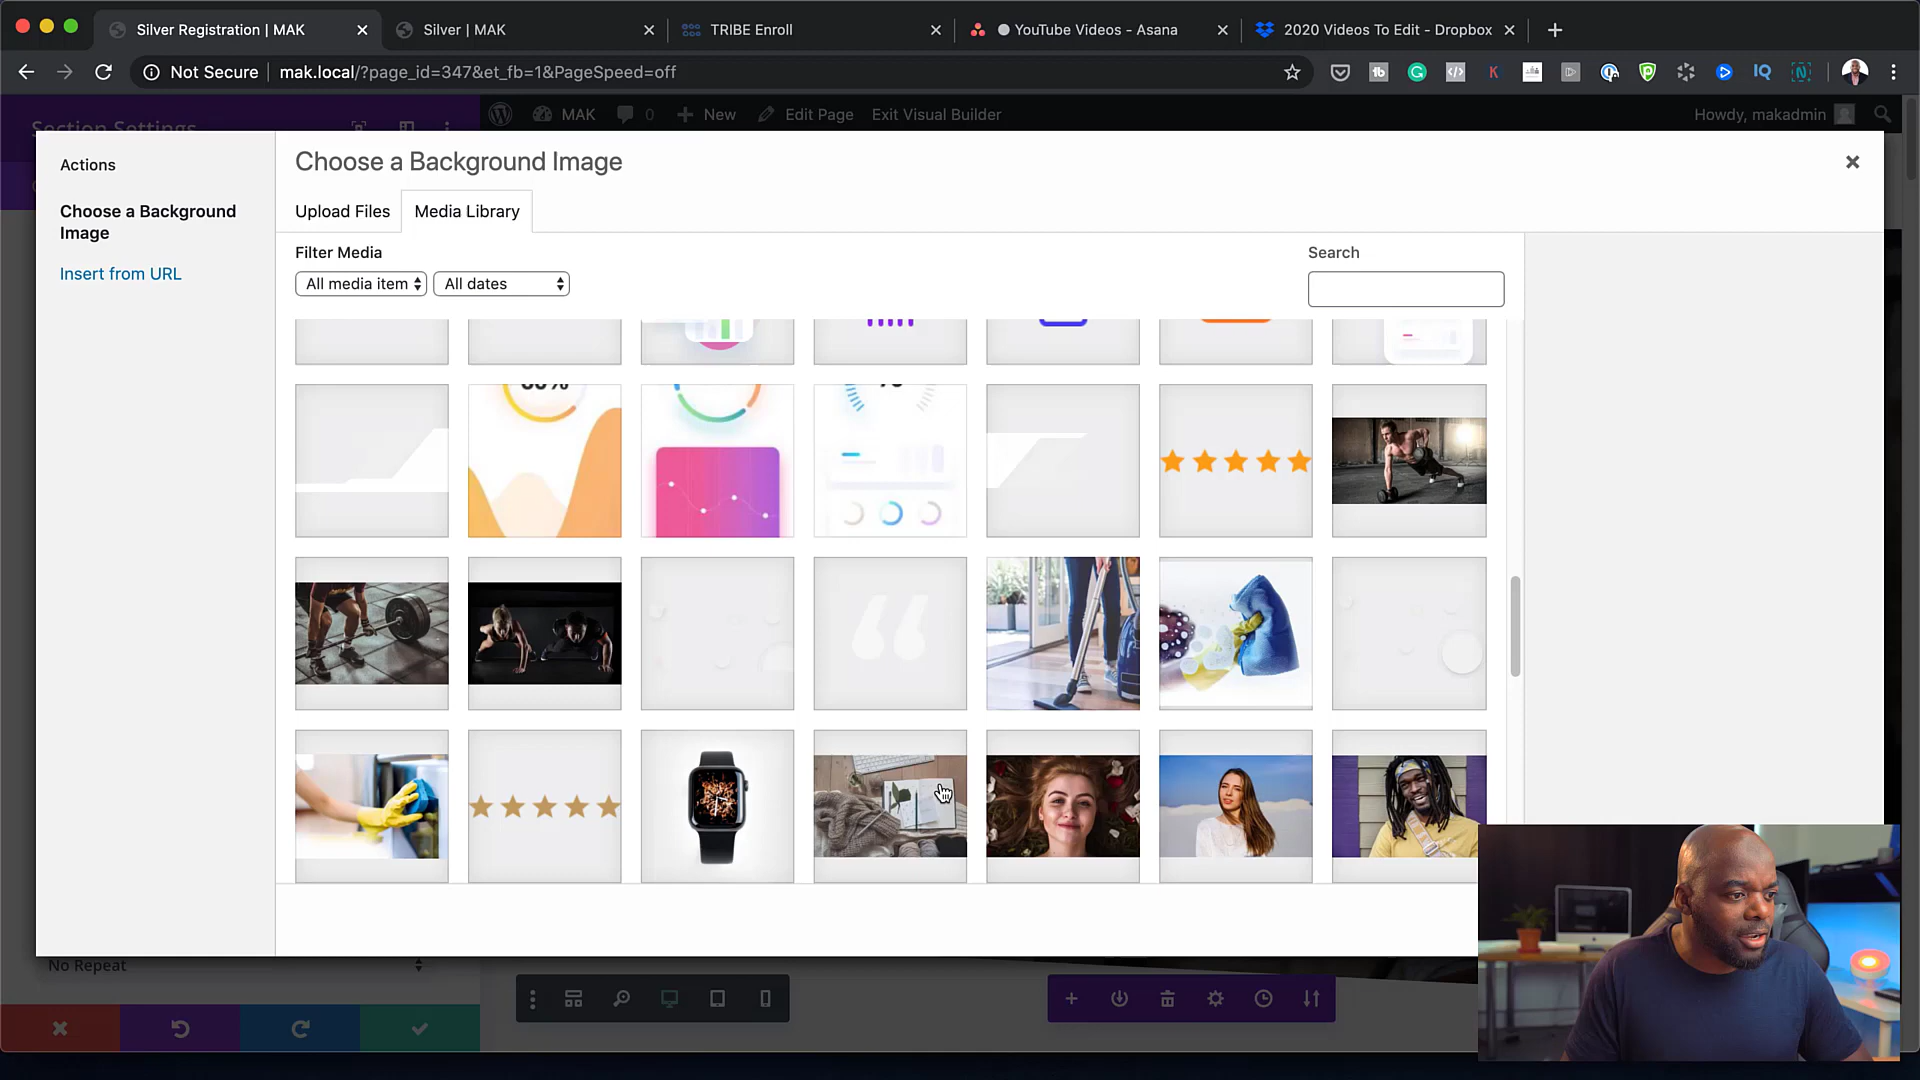 Silver Registration | MAK
Silver | MAK
TRIBE Enroll
YouTube Videos - Asana
2020 Videos To Edit - Dropbox
Not Secure
mak.local/?page_id=347&et_fb=1&PageSpeed=off
Section Settings
MAK
0
New
Edit Page
Exit Visual Builder
Howdy, makadmin
Actions
Choose a Background Image
Choose a Background
Image
Insert from URL
Upload Files
Media Library
Filter Media
All media item
All dates
Search
No Repeat